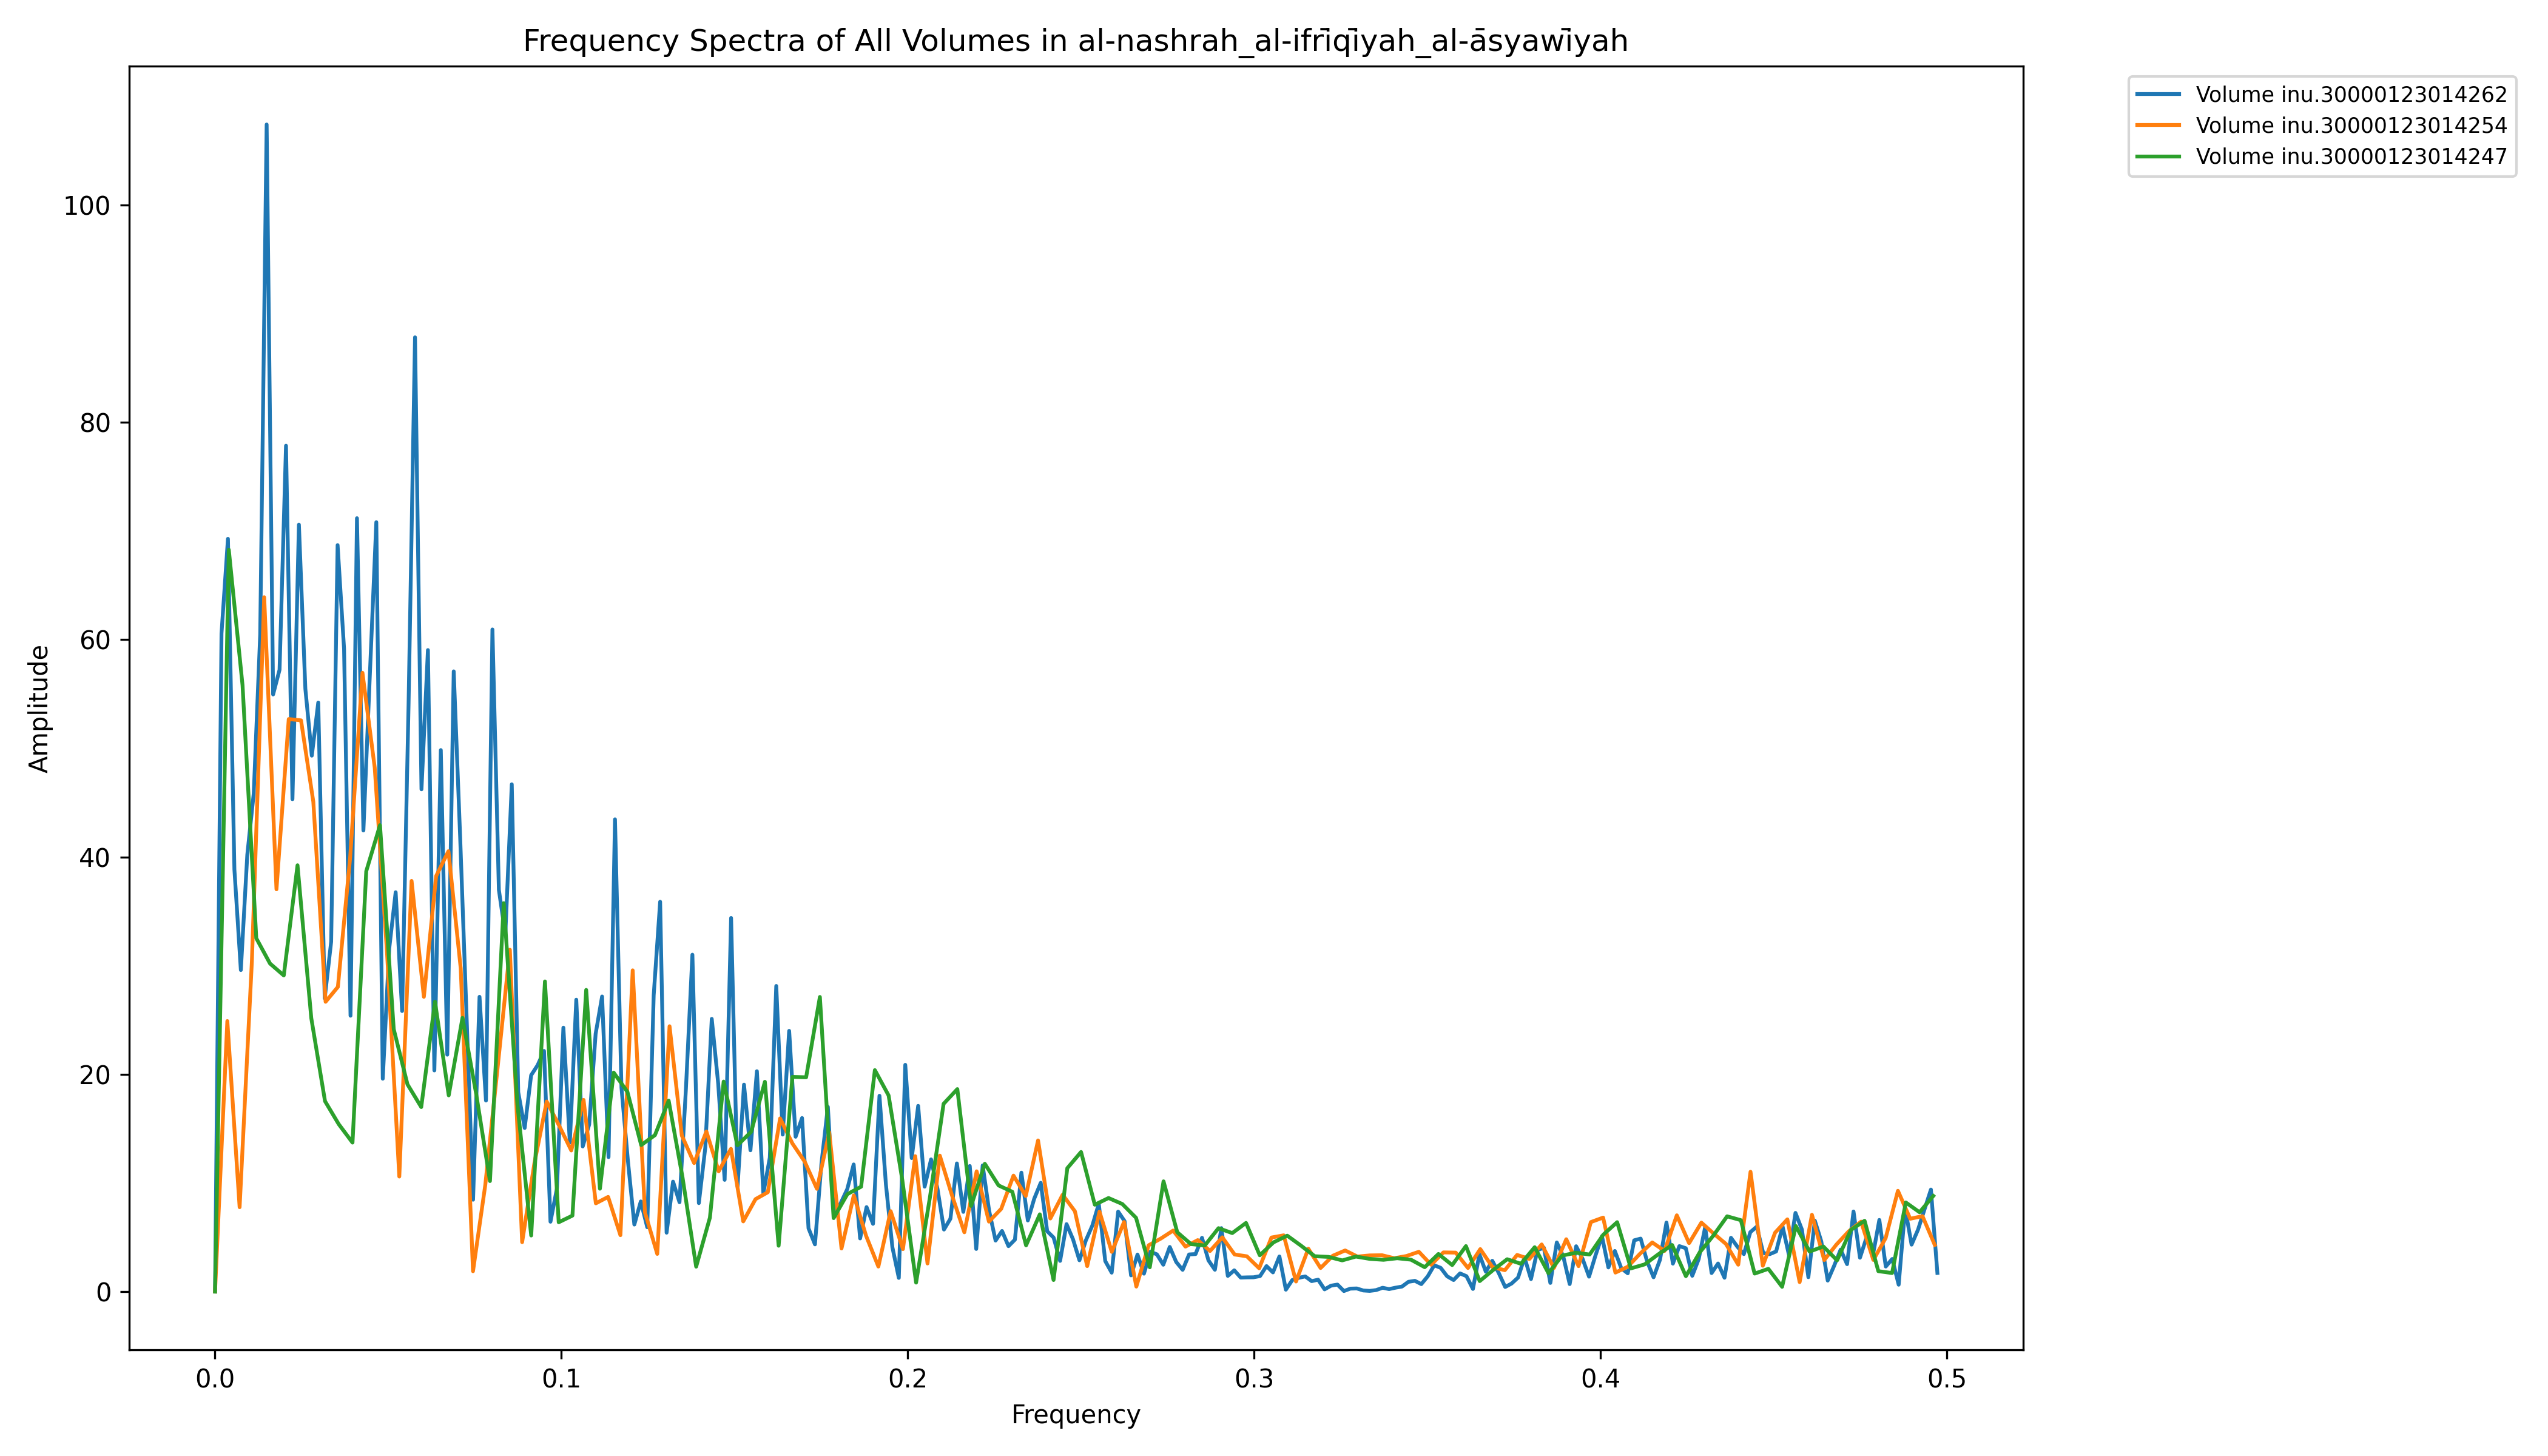 Frequency Spectra of All Volumes in al-nashrah_al-ifrīqīyah_al-āsyawīyah
Volume inu.30000123014262
Volume inu.30000123014254
Volume inu.30000123014247
Amplitude
100
80
60
40
20
0
0.0 0.1 0.2 0.3 0.4 0.5
Frequency